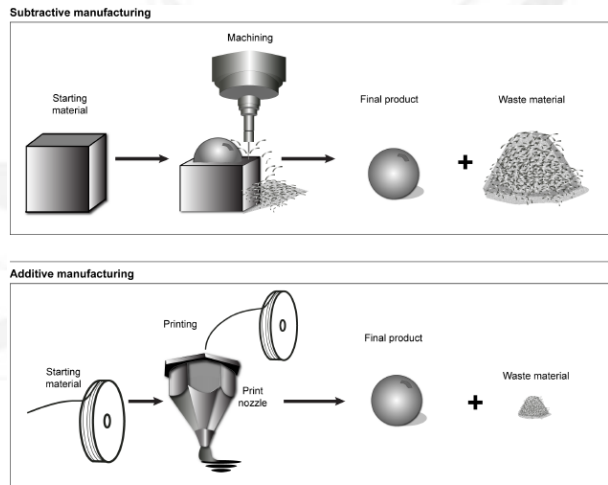 Subtractive manufacturing
Machining
Starting
material
Final product
Waste material
+
Additive manufacturing
Printing
Starting
material
Print
nozzle
Final product
Waste material
+